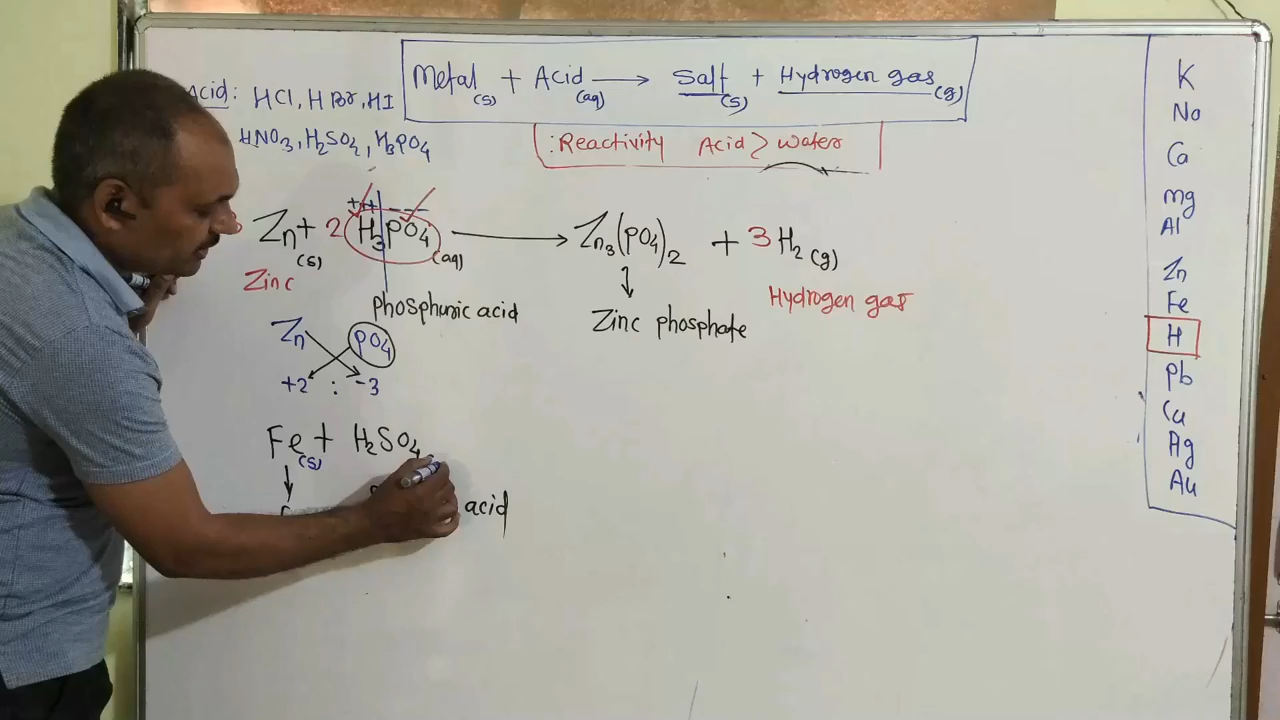 Metal(s) + Acid(aq) → Salt(s) + Hydrogen gas(g)
Acid: HCl, HBr, HI
HNO3, H2SO4, H3PO4
:Reactivity Acid > Water
Zn(s) + 2 H3PO4(aq) → Zn3(PO4)2 + 3 H2(g)
Zinc
phosphuric acid
Zinc phosphate
Hydrogen gas
Zn PO4
+2 : -3
Fe(s) + H2SO4
acid
K
Na
Ca
Mg
Al
Zn
Fe
H
Pb
Cu
Ag
Au